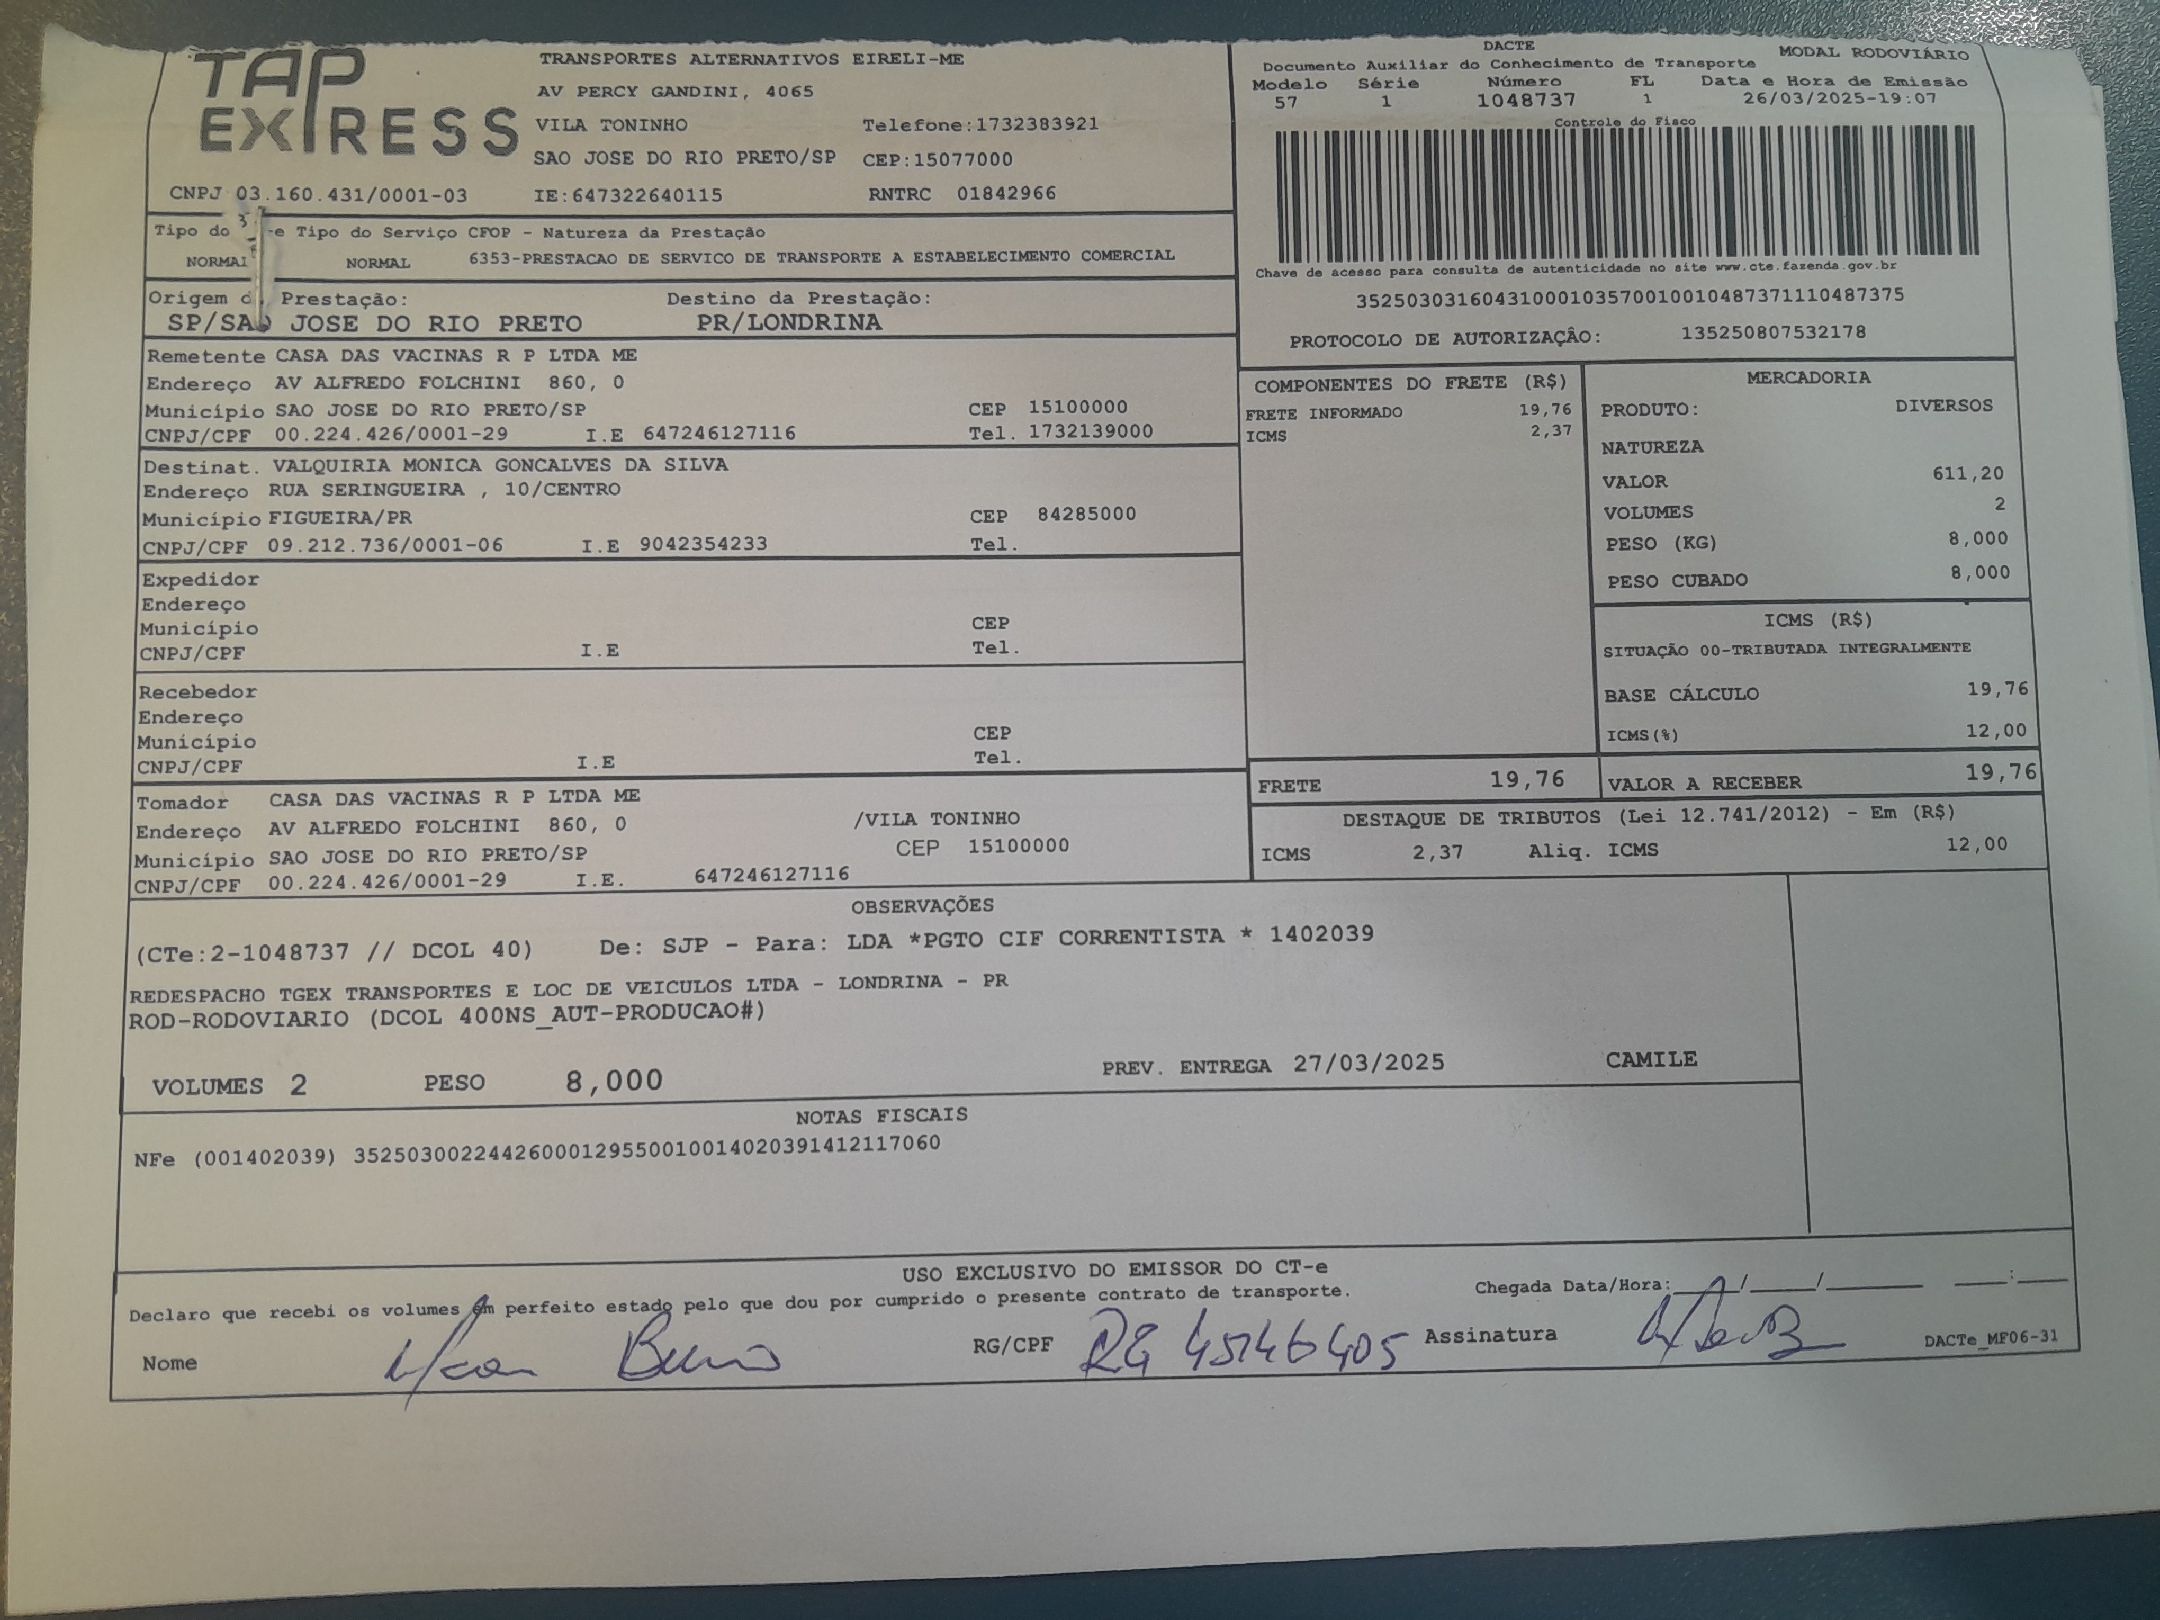 TAP EXPRESS
TRANSPORTES ALTERNATIVOS EIRELI-ME
AV PERCY GANDINI, 4065
VILA TONINHO Telefone:1732383921
SAO JOSE DO RIO PRETO/SP CEP:15077000
CNPJ 03.160.431/0001-03 IE:647322640115 RNTRC 01842966
DACTE MODAL RODOVIÁRIO
Documento Auxiliar do Conhecimento de Transporte
Modelo Série Número FL Data e Hora de Emissão
57 1 1048737 1 26/03/2025-19:07
Controle do Fisco
Chave de acesso para consulta de autenticidade no site www.cte.fazenda.gov.br
35250303160431000103570010010487371110487375
PROTOCOLO DE AUTORIZAÇÃO: 135250807532178
Tipo do Tipo do Serviço CFOP - Natureza da Prestação
NORMAL NORMAL 6353-PRESTACAO DE SERVICO DE TRANSPORTE A ESTABELECIMENTO COMERCIAL
Origem Prestação: Destino da Prestação:
SP/SAO JOSE DO RIO PRETO PR/LONDRINA
Remetente CASA DAS VACINAS R P LTDA ME
Endereço AV ALFREDO FOLCHINI 860, 0
Município SAO JOSE DO RIO PRETO/SP CEP 15100000
CNPJ/CPF 00.224.426/0001-29 I.E 647246127116 Tel. 1732139000
Destinat. VALQUIRIA MONICA GONCALVES DA SILVA
Endereço RUA SERINGUEIRA , 10/CENTRO
Município FIGUEIRA/PR CEP 84285000
CNPJ/CPF 09.212.736/0001-06 I.E 9042354233 Tel.
Expedidor
Endereço
Município CEP
CNPJ/CPF I.E Tel.
Recebedor
Endereço
Município CEP
CNPJ/CPF I.E Tel.
Tomador CASA DAS VACINAS R P LTDA ME
Endereço AV ALFREDO FOLCHINI 860, 0 /VILA TONINHO
Município SAO JOSE DO RIO PRETO/SP CEP 15100000
CNPJ/CPF 00.224.426/0001-29 I.E. 647246127116
COMPONENTES DO FRETE (R$)
FRETE INFORMADO 19,76
ICMS 2,37
MERCADORIA
PRODUTO: DIVERSOS
NATUREZA
VALOR 611,20
VOLUMES 2
PESO (KG) 8,000
PESO CUBADO 8,000
ICMS (R$)
SITUAÇÃO 00-TRIBUTADA INTEGRALMENTE
BASE CÁLCULO 19,76
ICMS(%) 12,00
FRETE 19,76 VALOR A RECEBER 19,76
DESTAQUE DE TRIBUTOS (Lei 12.741/2012) - Em (R$)
ICMS 2,37 Aliq. ICMS 12,00
OBSERVAÇÕES
(CTe:2-1048737 // DCOL 40) De: SJP - Para: LDA *PGTO CIF CORRENTISTA * 1402039
REDESPACHO TGEX TRANSPORTES E LOC DE VEICULOS LTDA - LONDRINA - PR
ROD-RODOVIARIO (DCOL 400NS_AUT-PRODUCAO#)
VOLUMES 2 PESO 8,000 PREV. ENTREGA 27/03/2025 CAMILE
NOTAS FISCAIS
NFe (001402039) 35250300224426000129550010014020391412117060
USO EXCLUSIVO DO EMISSOR DO CT-e
Declaro que recebi os volumes em perfeito estado pelo que dou por cumprido o presente contrato de transporte. Chegada Data/Hora:____/____/______ ____:____
Nome RG/CPF RG 45146405 Assinatura DACTe_MF06-31